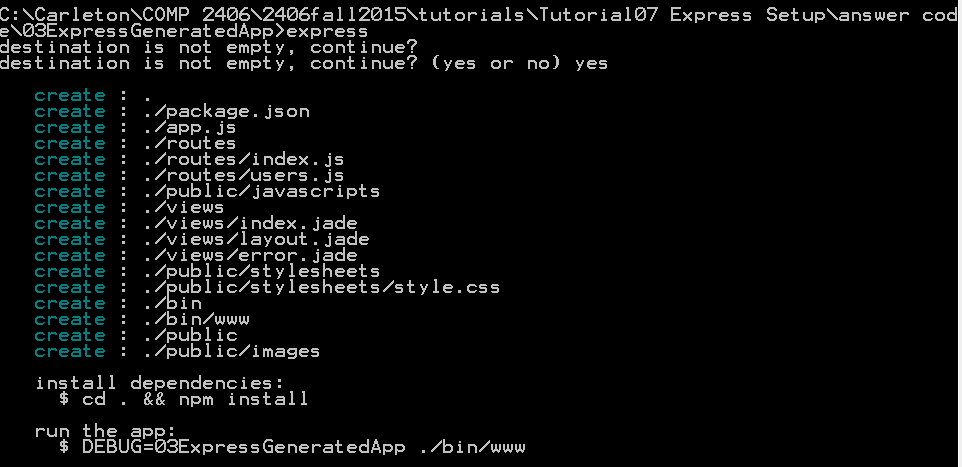 C:\Carleton\COMP 2406\2406fall2015\tutorials\Tutorial07 Express Setup\answer cod
e\03ExpressGeneratedApp>express
destination is not empty, continue?
destination is not empty, continue? (yes or no) yes
create : .
create : ./package.json
create : ./app.js
create : ./routes
create : ./routes/index.js
create : ./routes/users.js
create : ./public/javascripts
create : ./views
create : ./views/index.jade
create : ./views/layout.jade
create : ./views/error.jade
create : ./public/stylesheets
create : ./public/stylesheets/style.css
create : ./bin
create : ./bin/www
create : ./public
create : ./public/images
install dependencies:
$ cd . && npm install
run the app:
$ DEBUG=03ExpressGeneratedApp ./bin/www